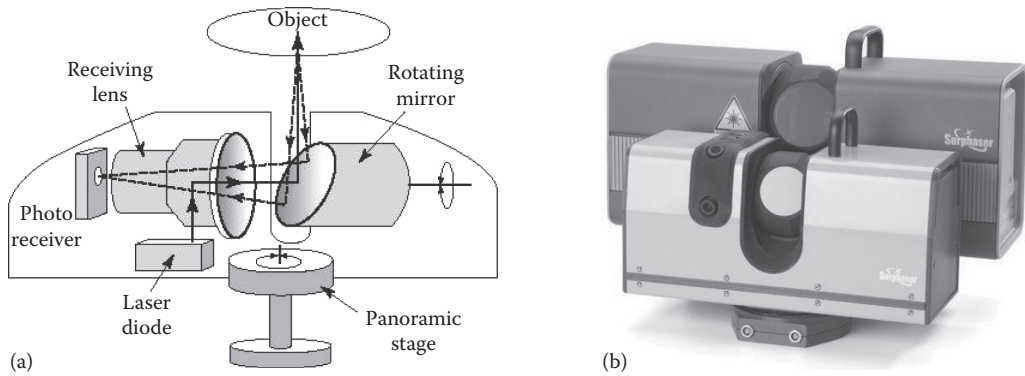 Object
Receiving
lens
Rotating
mirror
Photo
receiver
Laser
diode
Panoramic
stage
(a)
Surphaser
Surphaser
(b)